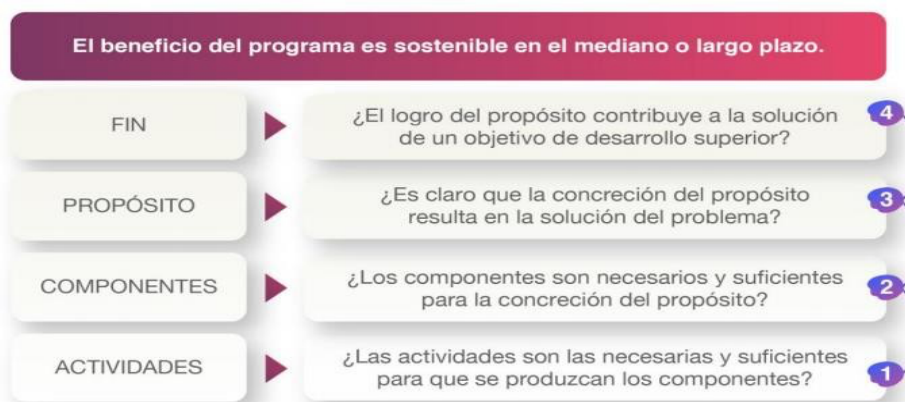 El beneficio del programa es sostenible en el mediano o largo plazo.
FIN
¿El logro del propósito contribuye a la solución
de un objetivo de desarrollo superior?
4
PROPÓSITO
¿Es claro que la concreción del propósito
resulta en la solución del problema?
3
COMPONENTES
¿Los componentes son necesarios y suficientes
para la concreción del propósito?
2
ACTIVIDADES
¿Las actividades son las necesarias y suficientes
para que se produzcan los componentes?
1